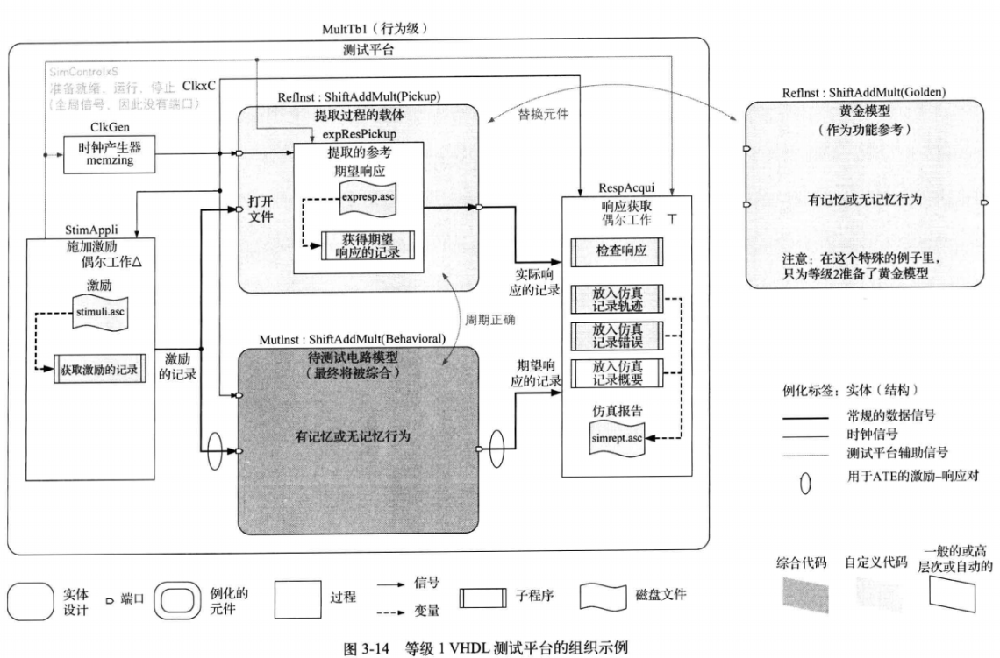 MultTb1（行为级）
测试平台
SimControlxS
准备就绪、运行、停止
（全局信号，因此没有端口）
ClkxC
ClkGen
时钟产生器
memzing
RefInst : ShiftAddMult(Pickup)
提取过程的载体
expResPickup
提取的参考
期望响应
expresp.asc
获得期望
响应的记录
打开
文件
替换元件
RefInst : ShiftAddMult(Golden)
黄金模型
（作为功能参考）
有记忆或无记忆行为
注意：在这个特殊的例子里，
只为等级2准备了黄金模型
StimAppli
施加激励
偶尔工作△
激励
stimuli.asc
获取激励的记录
激励
的记录
RespAcqui
响应获取
偶尔工作 ⊤
检查响应
放入仿真
记录轨迹
放入仿真
记录错误
放入仿真
记录概要
仿真报告
simrept.asc
实际响
应的记录
周期正确
MutInst : ShiftAddMult(Behavioral)
待测试电路模型
（最终将被综合）
有记忆或无记忆行为
期望响
应的记录
例化标签：实体（结构）
常规的数据信号
时钟信号
测试平台辅助信号
用于ATE的激励–响应对
综合代码
自定义代码
一般的或高
层次或自动的
实体
设计
端口
例化的
元件
过程
信号
变量
子程序
磁盘文件
图 3-14 等级 1 VHDL 测试平台的组织示例